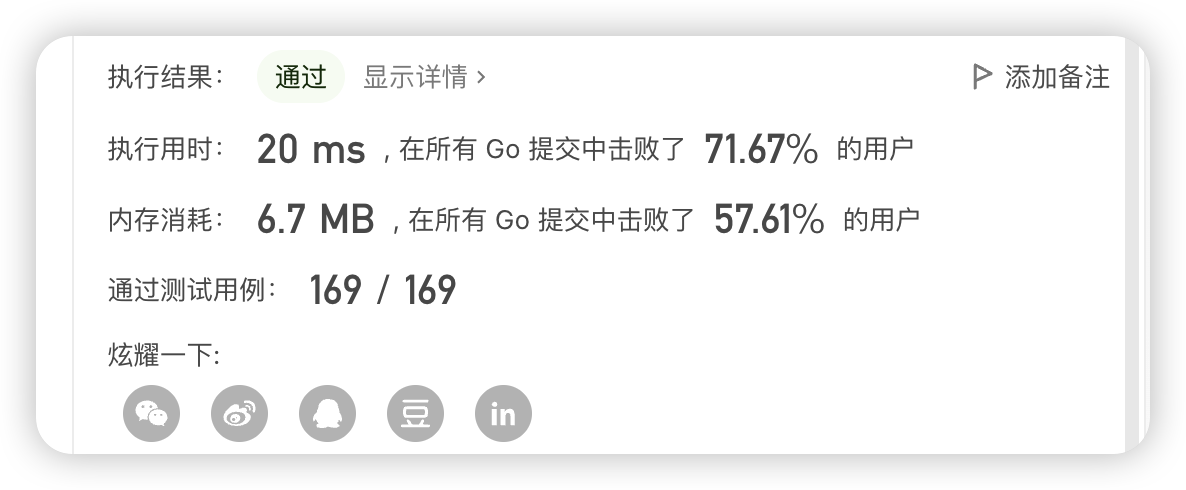 执行结果： 通过 显示详情 › 添加备注
执行用时： 20 ms , 在所有 Go 提交中击败了 71.67% 的用户
内存消耗： 6.7 MB , 在所有 Go 提交中击败了 57.61% 的用户
通过测试用例： 169 / 169
炫耀一下:
豆 in